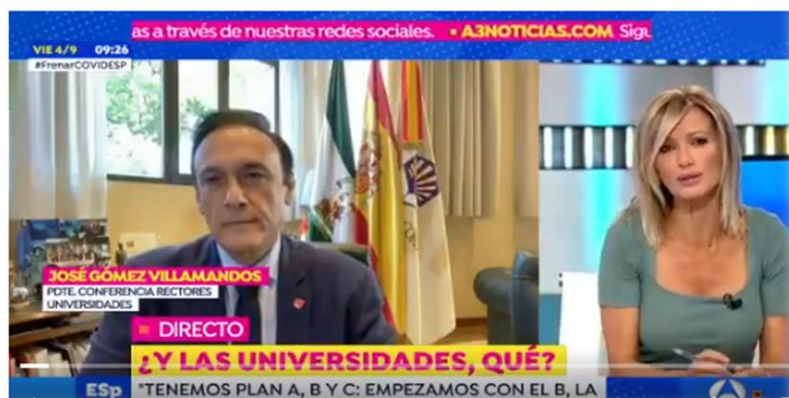 as a través de nuestras redes sociales. • A3NOTICIAS.COM Sigu
VIE 4/9 09:26
#FrenarCOVIDESP
JOSÉ GÓMEZ VILLAMANDOS
PDTE. CONFERENCIA RECTORES
UNIVERSIDADES
DIRECTO
¿Y LAS UNIVERSIDADES, QUÉ?
ESp "TENEMOS PLAN A, B Y C: EMPEZAMOS CON EL B, LA